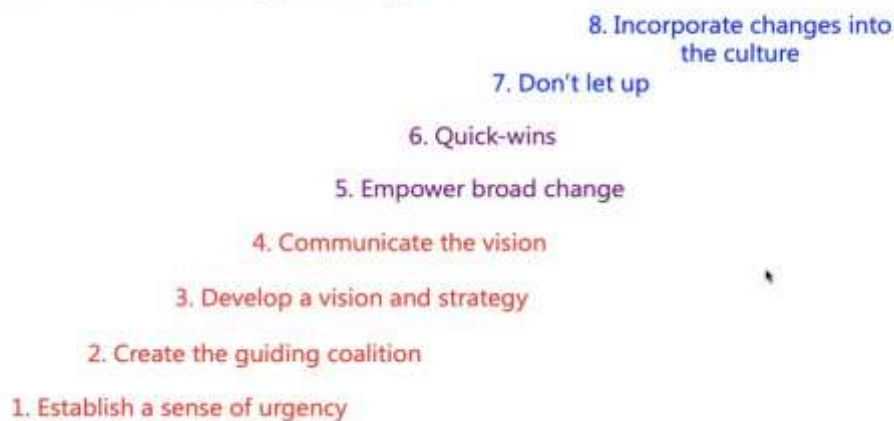 8. Incorporate changes into
the culture
7. Don't let up
6. Quick-wins
5. Empower broad change
4. Communicate the vision
3. Develop a vision and strategy
2. Create the guiding coalition
1. Establish a sense of urgency